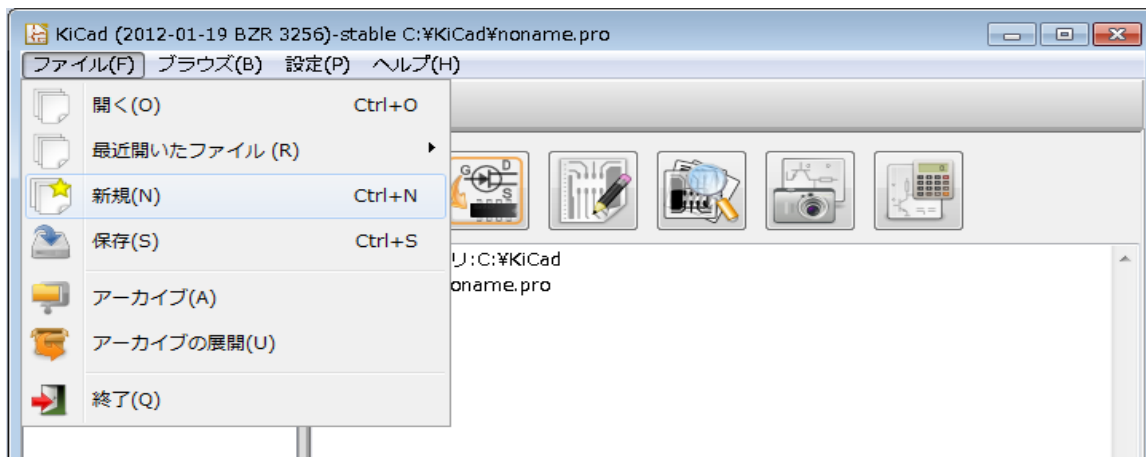 KiCad (2012-01-19 BZR 3256)-stable C:¥KiCad¥noname.pro
ファイル(F) ブラウズ(B) 設定(P) ヘルプ(H)
開く(O) Ctrl+O
最近開いたファイル (R)
新規(N) Ctrl+N
保存(S) Ctrl+S
アーカイブ(A)
アーカイブの展開(U)
終了(Q)
G D
S
リ:C:¥KiCad
oname.pro